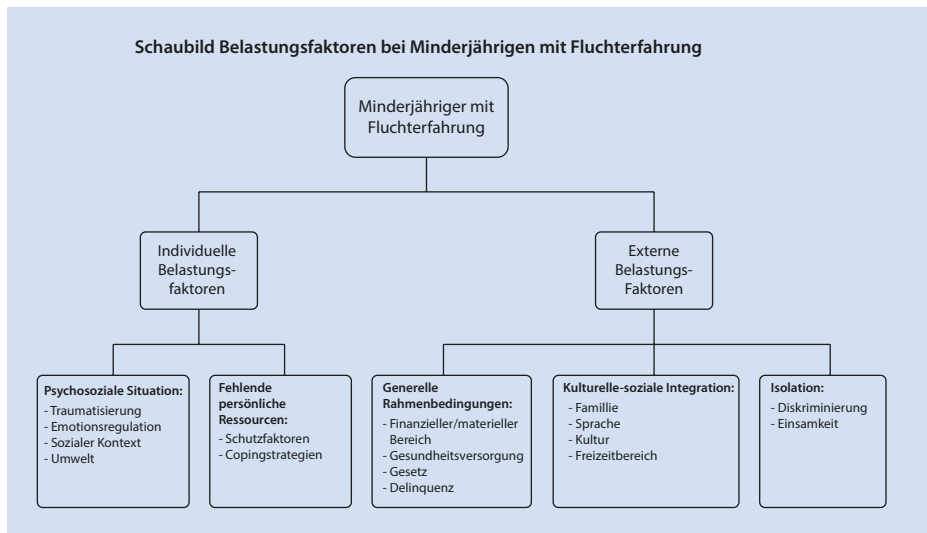 Schaubild Belastungsfaktoren bei Minderjährigen mit Fluchterfahrung
Minderjähriger mit
Fluchterfahrung
Individuelle
Belastungs-
faktoren
Externe
Belastungs-
Faktoren
Psychosoziale Situation:
- Traumatisierung
- Emotionsregulation
- Sozialer Kontext
- Umwelt
Fehlende
persönliche
Ressourcen:
- Schutzfaktoren
- Copingstrategien
Generelle
Rahmenbedingungen:
- Finanzieller/materieller
Bereich
- Gesundheitsversorgung
- Gesetz
- Delinquenz
Kulturelle-soziale Integration:
- Famillie
- Sprache
- Kultur
- Freizeitbereich
Isolation:
- Diskriminierung
- Einsamkeit